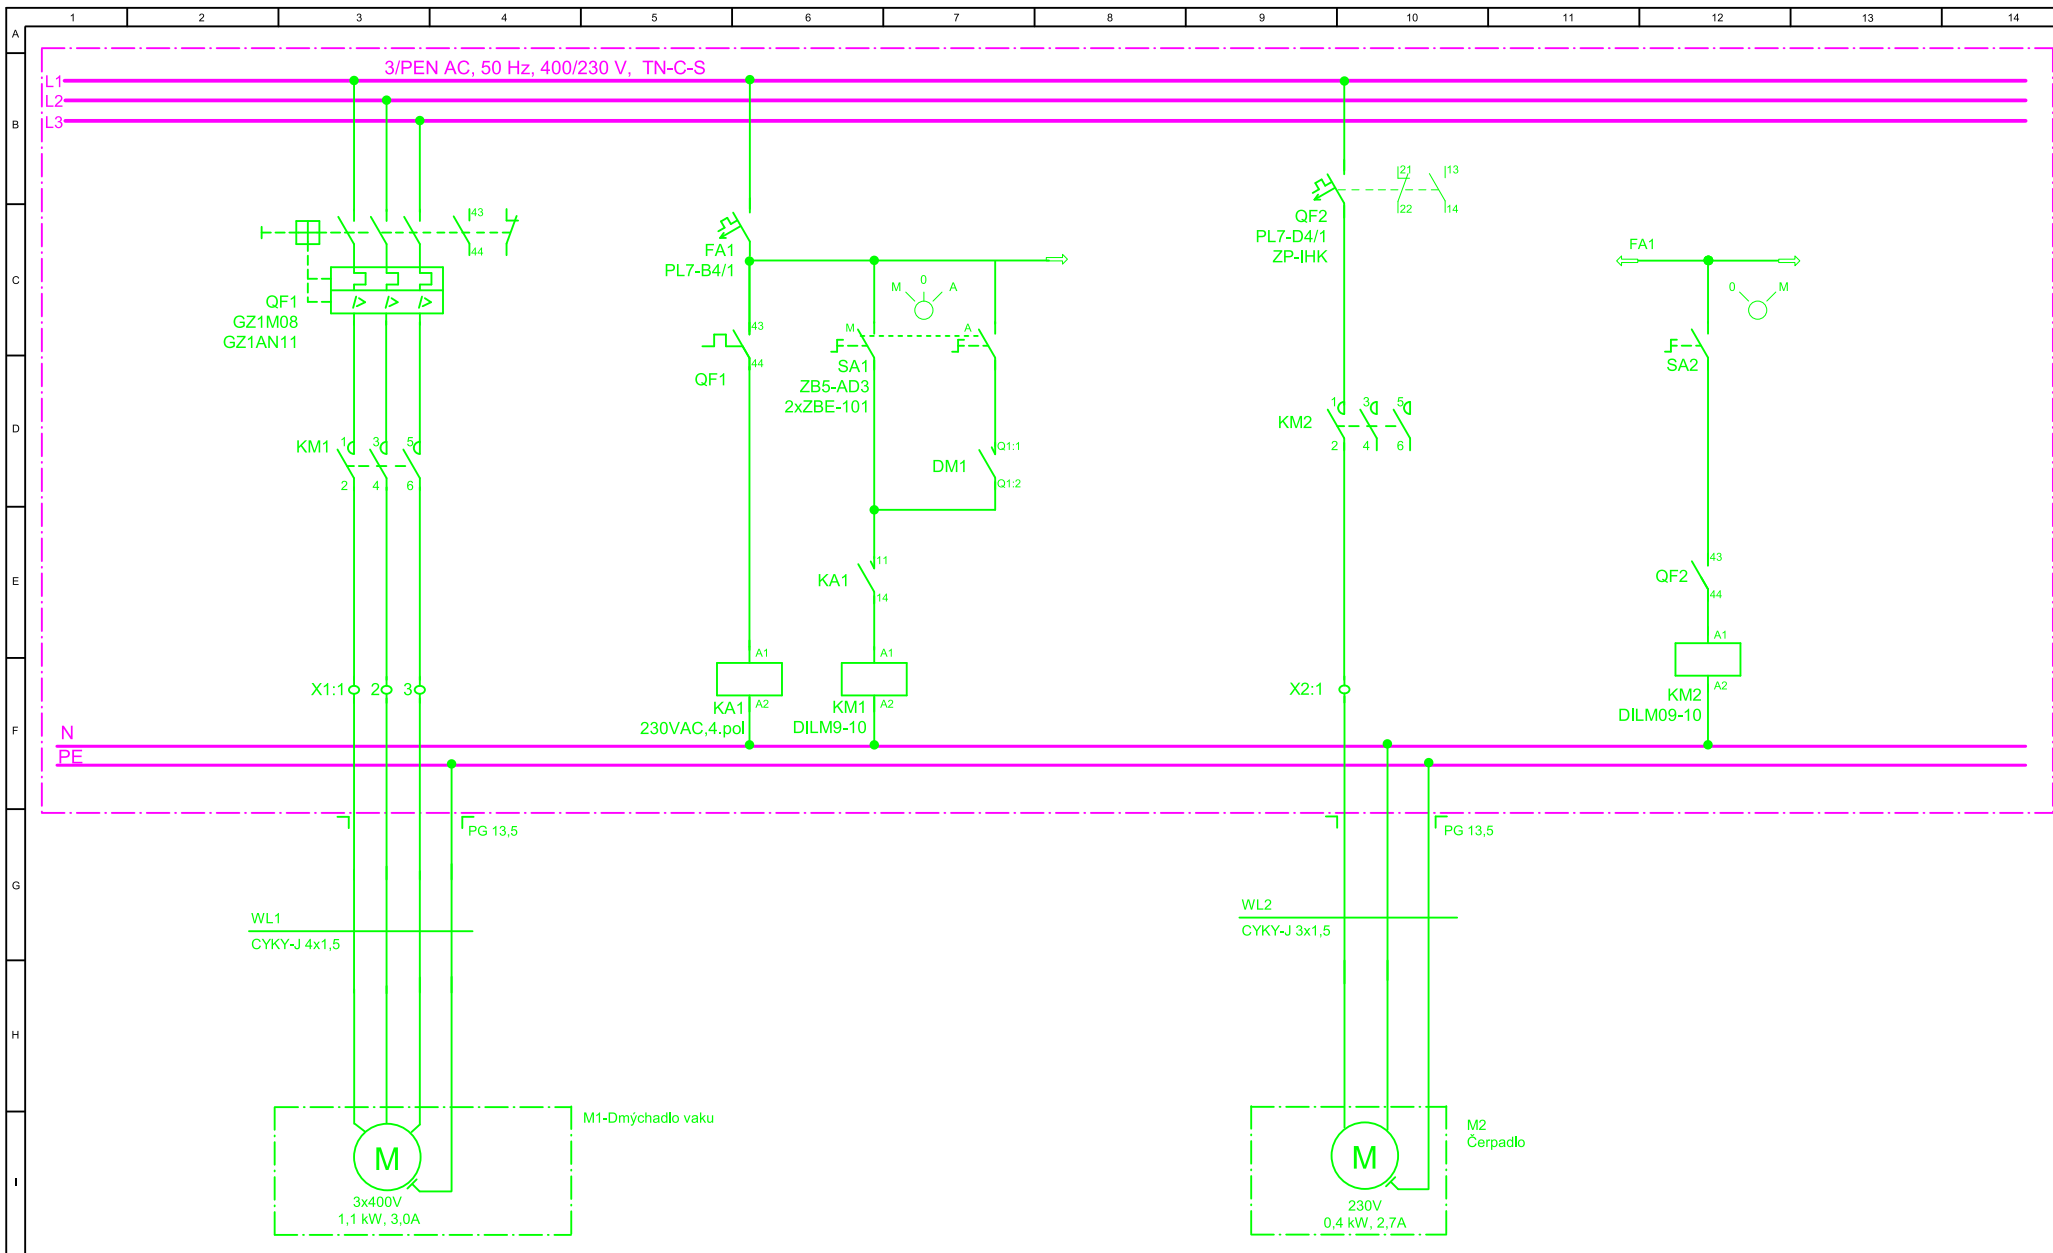 1 2 3 4 5 6 7 8 9 10 11 12 13 14
A
B
C
D
E
F
G
H
I
3/PEN AC, 50 Hz, 400/230 V, TN-C-S
L1
L2
L3
43
44
QF1
GZ1M08
GZ1AN11
KM1
1 3 5
2 4 6
X1:1 2 3
FA1
PL7-B4/1
43
44
QF1
A1
A2
KA1
230VAC,4.pol
M 0 A
M
A
SA1
ZB5-AD3
2xZBE-101
Q1:1
DM1
Q1:2
11
KA1
14
A1
A2
KM1
DILM9-10
21
22
13
14
QF2
PL7-D4/1
ZP-IHK
KM2
1 3 5
2 4 6
X2:1
FA1
0 M
SA2
43
QF2
44
A1
A2
KM2
DILM09-10
N
PE
PG 13,5
PG 13,5
WL1
CYKY-J 4x1,5
WL2
CYKY-J 3x1,5
M1-Dmýchadlo vaku
M
3x400V
1,1 kW, 3,0A
M2
Čerpadlo
M
230V
0,4 kW, 2,7A